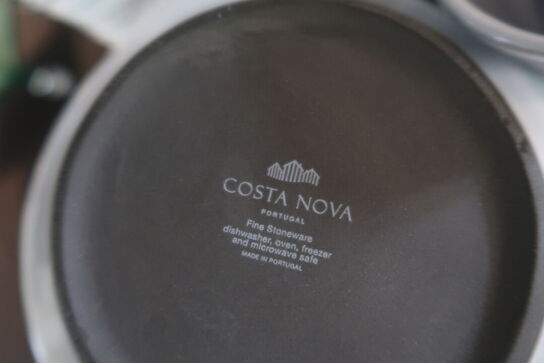 COSTA NOVA
PORTUGAL
Fine Stoneware
dishwasher, oven, freezer
and microwave safe
MADE IN PORTUGAL